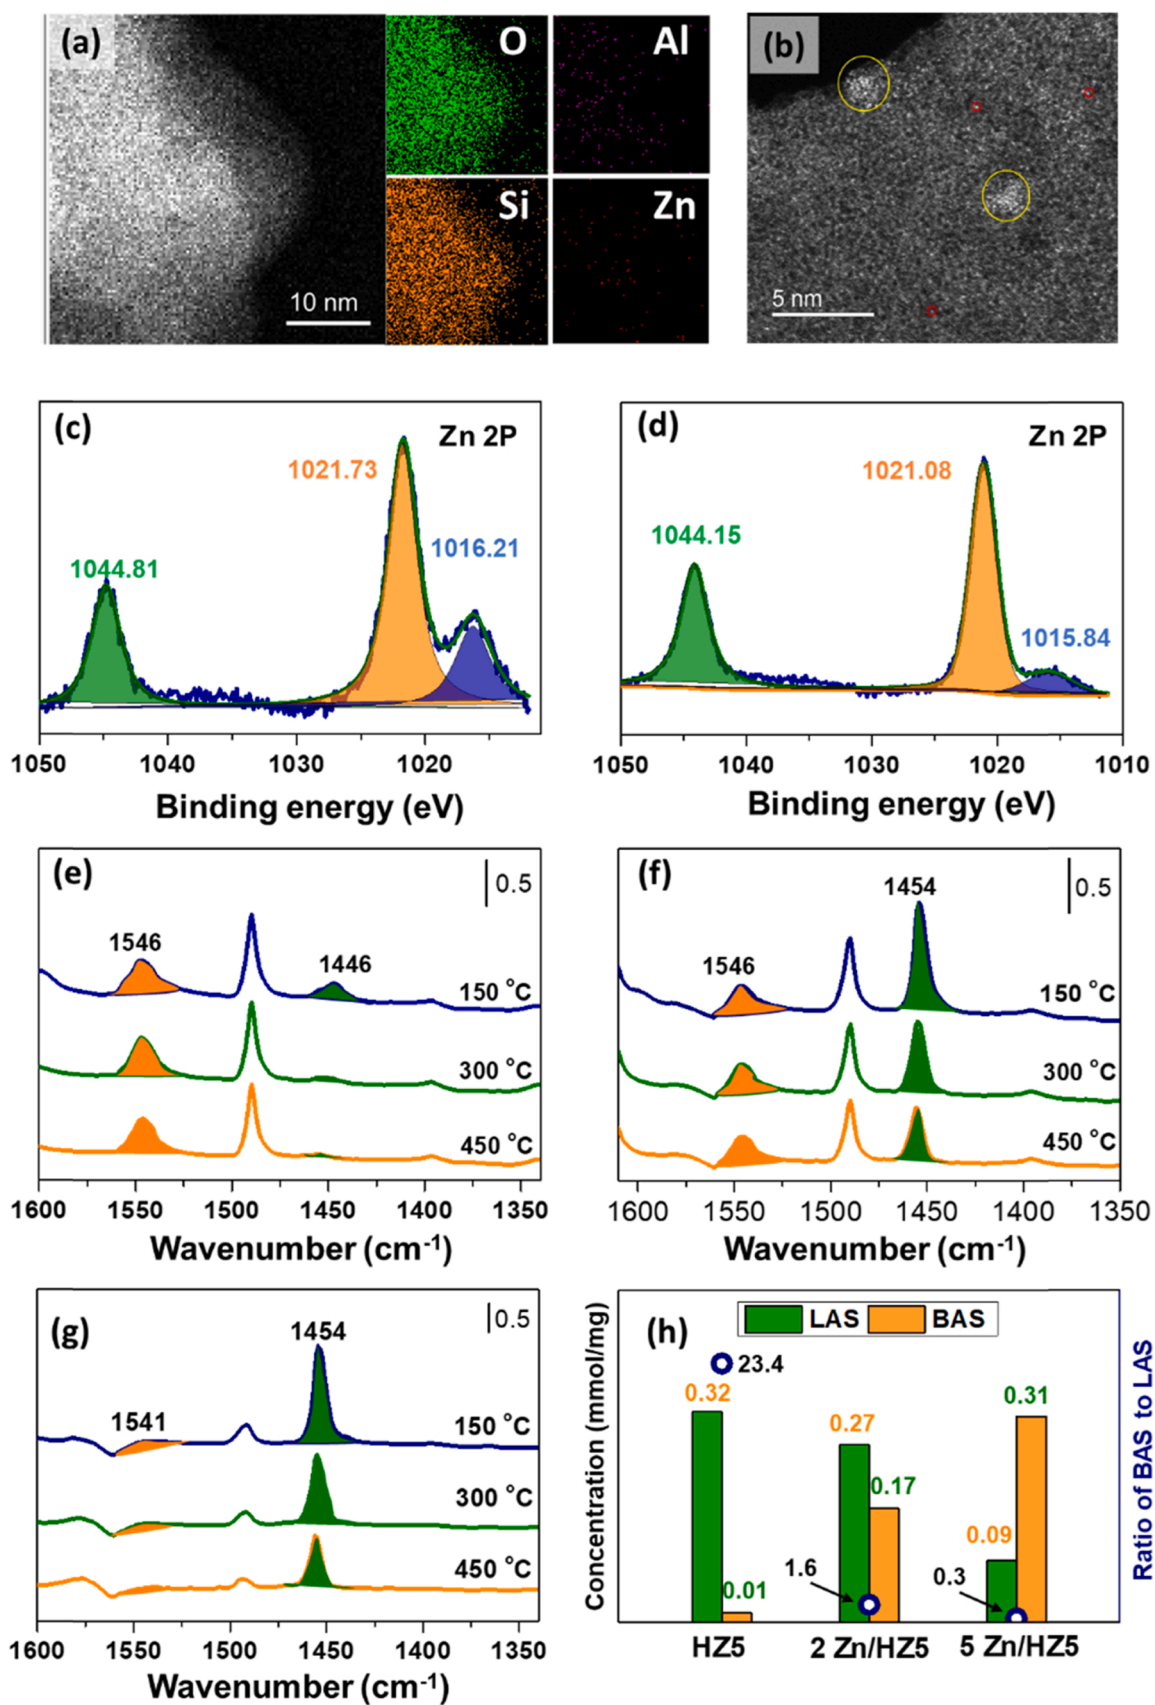 (a)
O
Al
Si
Zn
10 nm
(b)
5 nm
(c)
Zn 2P
1021.73
1016.21
1044.81
1050 1040 1030 1020
Binding energy (eV)
(d)
Zn 2P
1021.08
1044.15
1015.84
1050 1040 1030 1020 1010
Binding energy (eV)
(e)
0.5
1546
1446
150 °C
300 °C
450 °C
1600 1550 1500 1450 1400 1350
Wavenumber (cm-1)
(f)
0.5
1454
1546
150 °C
300 °C
450 °C
1600 1550 1500 1450 1400 1350
Wavenumber (cm-1)
(g)
0.5
1454
1541
150 °C
300 °C
450 °C
1600 1550 1500 1450 1400 1350
Wavenumber (cm-1)
(h)
LAS BAS
23.4
0.32
0.01
0.27
0.17
1.6
0.31
0.09
0.3
HZ5 2 Zn/HZ5 5 Zn/HZ5
Concentration (mmol/mg)
Ratio of BAS to LAS